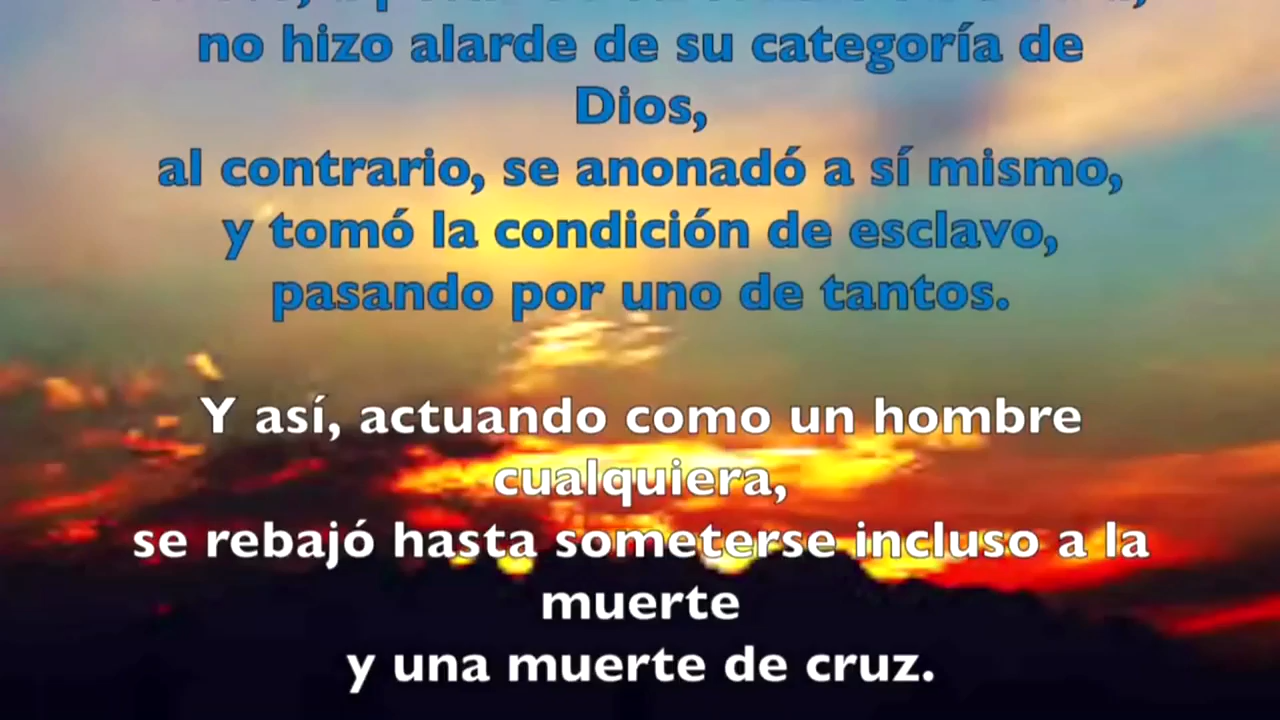 no hizo alarde de su categoría de
Dios,
al contrario, se anonadó a sí mismo,
y tomó la condición de esclavo,
pasando por uno de tantos.
Y así, actuando como un hombre
cualquiera,
se rebajó hasta someterse incluso a la
muerte
y una muerte de cruz.